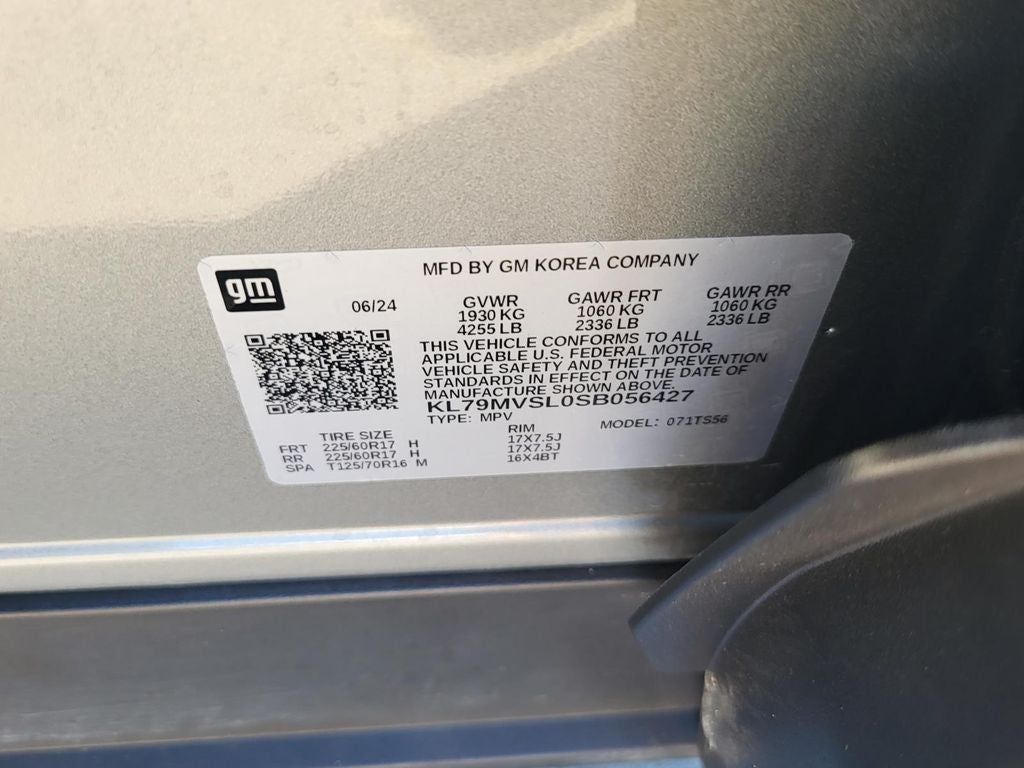 gm
MFD BY GM KOREA COMPANY
06/24
GVWR GAWR FRT GAWR RR
1930 KG 1060 KG 1060 KG
4255 LB 2336 LB 2336 LB
THIS VEHICLE CONFORMS TO ALL
APPLICABLE U.S. FEDERAL MOTOR
VEHICLE SAFETY AND THEFT PREVENTION
STANDARDS IN EFFECT ON THE DATE OF
MANUFACTURE SHOWN ABOVE.
KL79MVSL0SB056427
TYPE: MPV MODEL: 071TS56
TIRE SIZE RIM
FRT 225/60R17 H 17X7.5J
RR 225/60R17 H 17X7.5J
SPA T125/70R16 M 16X4BT